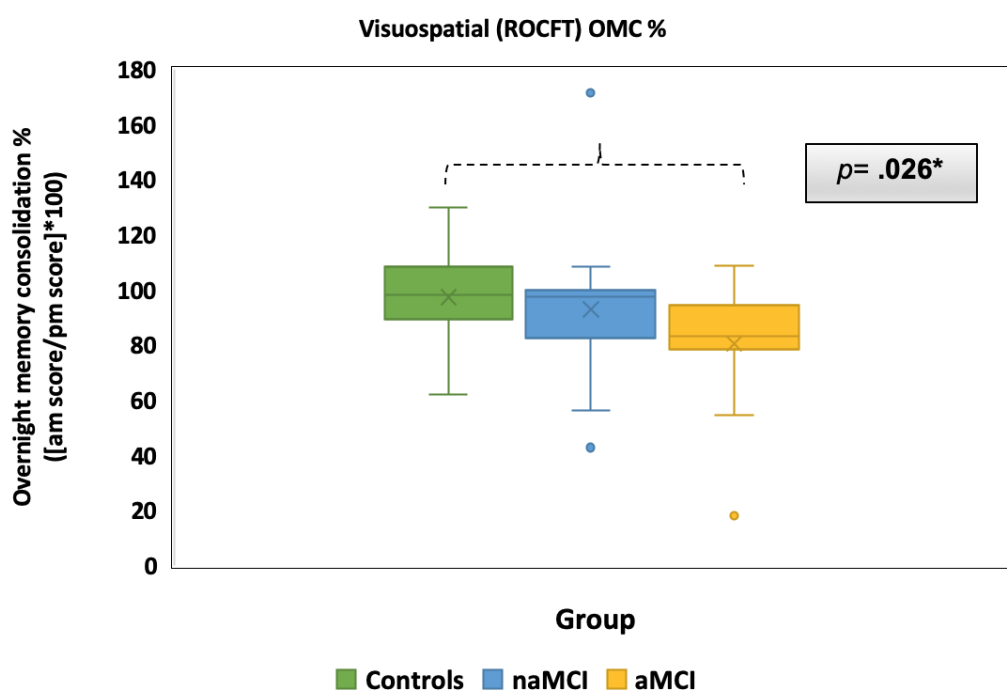 Visuospatial (ROCFT) OMC %
Overnight memory consolidation %
([am score/pm score]*100)
180
160
140
120
100
80
60
40
20
0
p= .026*
Group
Controls naMCI aMCI